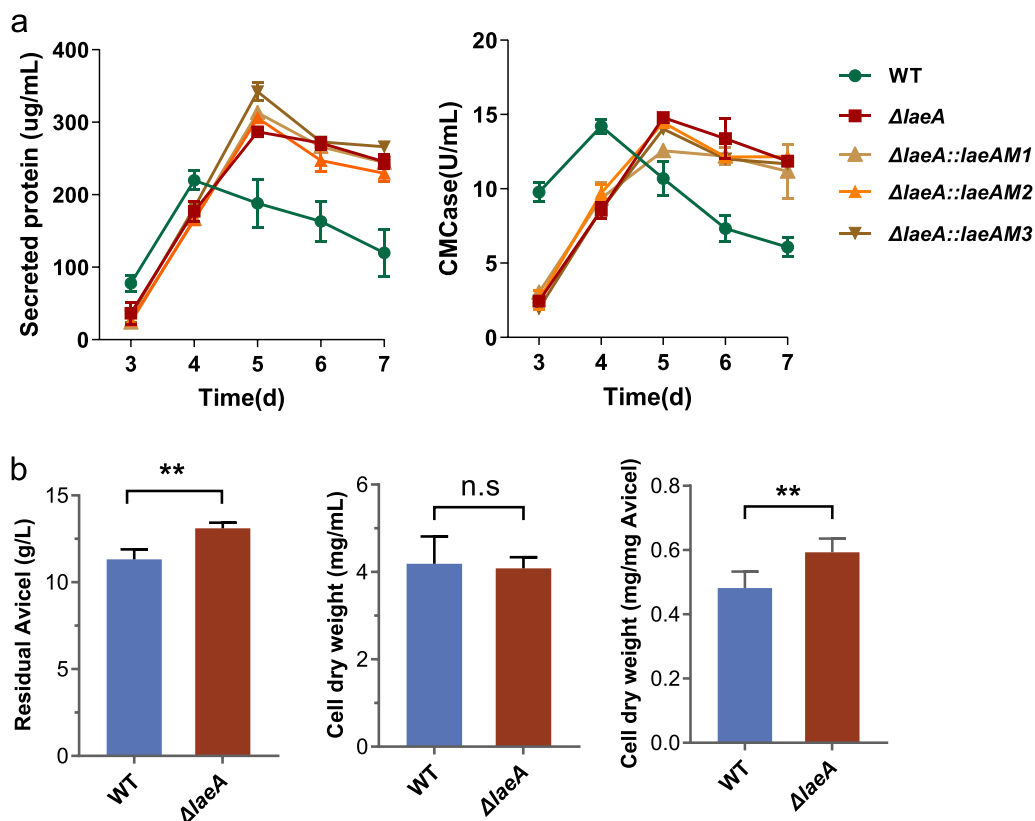 a
Secreted protein (ug/mL)
400
300
200
100
0
3 4 5 6 7
Time(d)
CMCase(U/mL)
20
15
10
5
0
3 4 5 6 7
Time(d)
WT
ΔlaeA
ΔlaeA::laeAM1
ΔlaeA::laeAM2
ΔlaeA::laeAM3
b
Residual Avicel (g/L)
15
10
5
0
**
WT
ΔlaeA
Cell dry weight (mg/mL)
6
4
2
0
n.s
WT
ΔlaeA
Cell dry weight (mg/mg Avicel)
0.8
0.6
0.4
0.2
0.0
**
WT
ΔlaeA